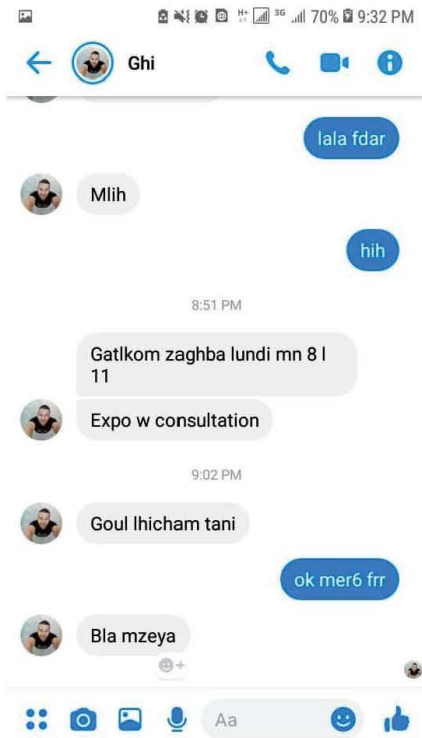 H+
3G
70%
9:32 PM
Ghi
lala fdar
Mlih
hih
8:51 PM
Gatlkom zaghba lundi mn 8 l
11
Expo w consultation
9:02 PM
Goul lhicham tani
ok mer6 frr
Bla mzeya
Aa